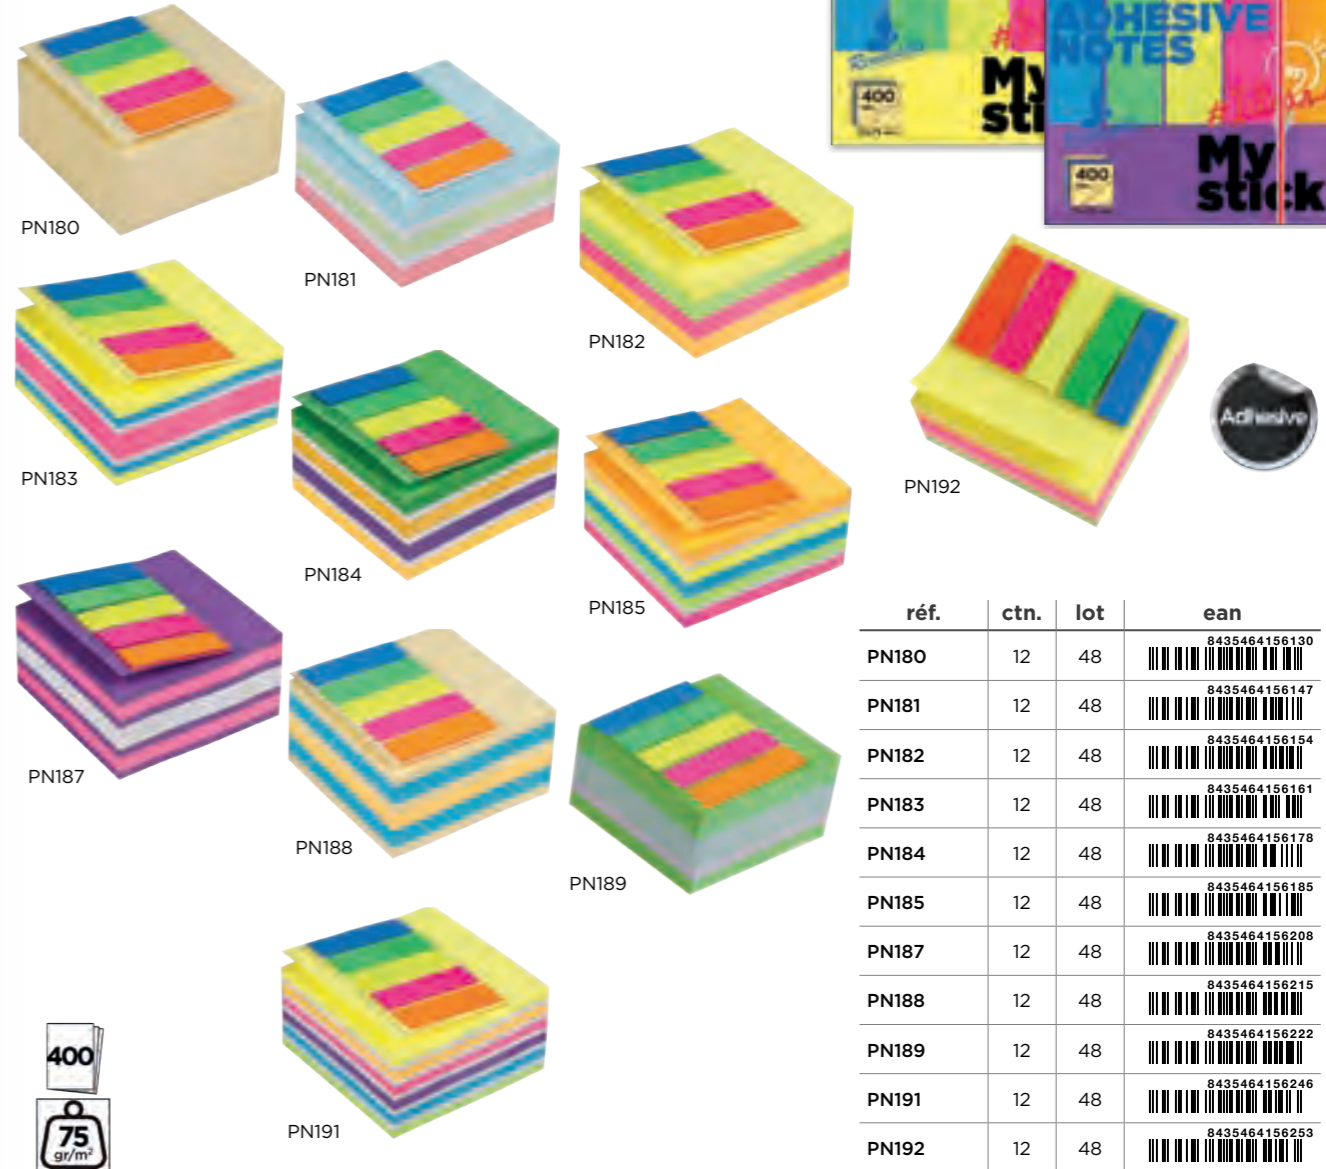 ADHESIVE
NOTES
400
My
sti
400
My
stick
PN180
PN181
PN182
PN183
PN184
PN185
PN192
Adhesive
PN187
PN188
PN189
PN191
400
75
gr/m²
réf. ctn. lot ean
PN180 12 48 8435464156130
PN181 12 48 8435464156147
PN182 12 48 8435464156154
PN183 12 48 8435464156161
PN184 12 48 8435464156178
PN185 12 48 8435464156185
PN187 12 48 8435464156208
PN188 12 48 8435464156215
PN189 12 48 8435464156222
PN191 12 48 8435464156246
PN192 12 48 8435464156253